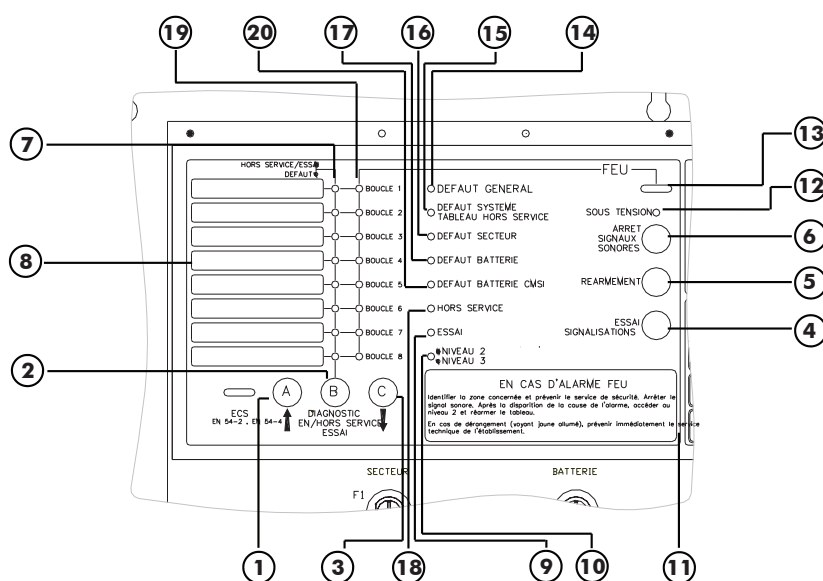 19
20
17
16
15
14
7
13
12
6
8
5
4
2
HORS SERVICE/ESSAI
DEFAUT
FEU
BOUCLE 1
DEFAUT GENERAL
BOUCLE 2
DEFAUT SYSTEME
TABLEAU HORS SERVICE
SOUS TENSION
BOUCLE 3
DEFAUT SECTEUR
ARRET
SIGNAUX
SONORES
BOUCLE 4
DEFAUT BATTERIE
BOUCLE 5
DEFAUT BATTERIE CMSI
REARMEMENT
BOUCLE 6
HORS SERVICE
BOUCLE 7
ESSAI
ESSAI
SIGNALISATIONS
BOUCLE 8
NIVEAU 2
NIVEAU 3
A
B
C
ECS
EN 54-2 . EN 54-4
DIAGNOSTIC
EN/HORS SERVICE
ESSAI
EN CAS D'ALARME FEU
Identifier la zone concernée et prévenir le service de sécurité. Arrêter le
signal sonore. Après la disparition de la cause de l'alarme, accéder au
niveau 2 et réarmer le tableau.
En cas de dérangement (voyant jaune allumé), prévenir immédiatement le service
technique de l'établissement.
SECTEUR
BATTERIE
F1
1
3
18
9
10
11